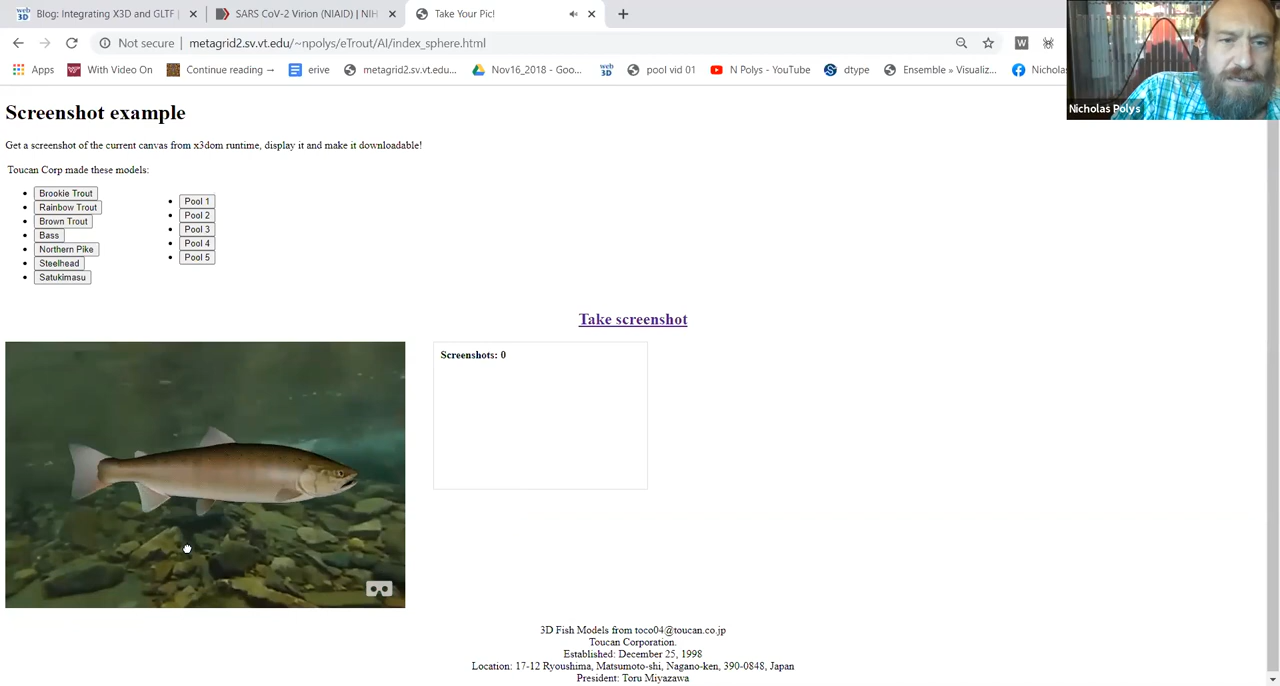 Blog: Integrating X3D and GLTF |
SARS CoV-2 Virion (NIAID) | NIH
Take Your Pic!
Not secure | metagrid2.sv.vt.edu/~npolys/eTrout/AI/index_sphere.html
Apps
With Video On
Continue reading →
erive
metagrid2.sv.vt.edu...
Nov16_2018 - Goo...
web 3D
pool vid 01
N Polys - YouTube
dtype
Ensemble » Visualiz...
Nichola
Nicholas Polys
Screenshot example
Get a screenshot of the current canvas from x3dom runtime, display it and make it downloadable!
Toucan Corp made these models:
Brookie Trout
Rainbow Trout
Brown Trout
Bass
Northern Pike
Steelhead
Satukimasu
Pool 1
Pool 2
Pool 3
Pool 4
Pool 5
Take screenshot
Screenshots: 0
3D Fish Models from toco04@toucan.co.jp
Toucan Corporation.
Established: December 25, 1998
Location: 17-12 Ryoushima, Matsumoto-shi, Nagano-ken, 390-0848, Japan
President: Toru Miyazawa